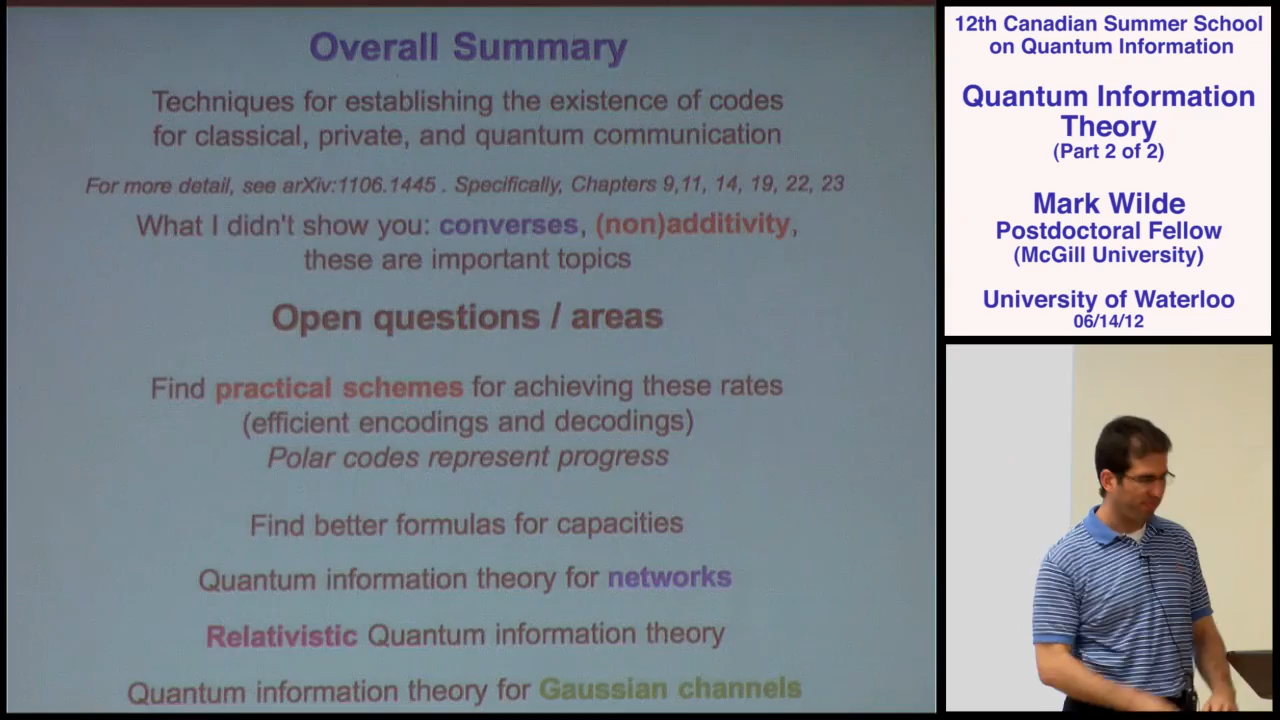 Overall Summary
Techniques for establishing the existence of codes
for classical, private, and quantum communication
For more detail, see arXiv:1106.1445 . Specifically, Chapters 9,11, 14, 19, 22, 23
What I didn't show you: converses, (non)additivity,
these are important topics
Open questions / areas
Find practical schemes for achieving these rates
(efficient encodings and decodings)
Polar codes represent progress
Find better formulas for capacities
Quantum information theory for networks
Relativistic Quantum information theory
Quantum information theory for Gaussian channels
12th Canadian Summer School
on Quantum Information
Quantum Information
Theory
(Part 2 of 2)
Mark Wilde
Postdoctoral Fellow
(McGill University)
University of Waterloo
06/14/12